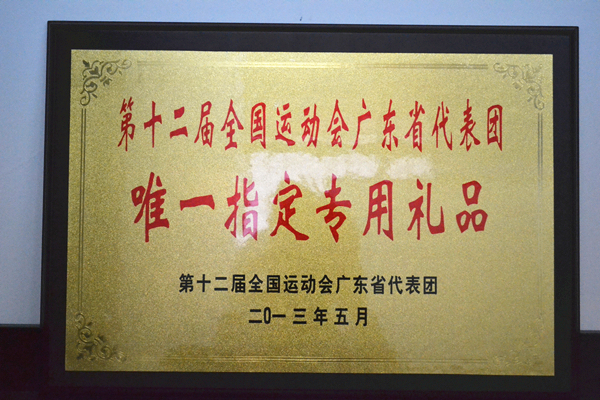 第十二届全国运动会广东省代表团
唯一指定专用礼品
第十二届全国运动会广东省代表团
二0一三年五月